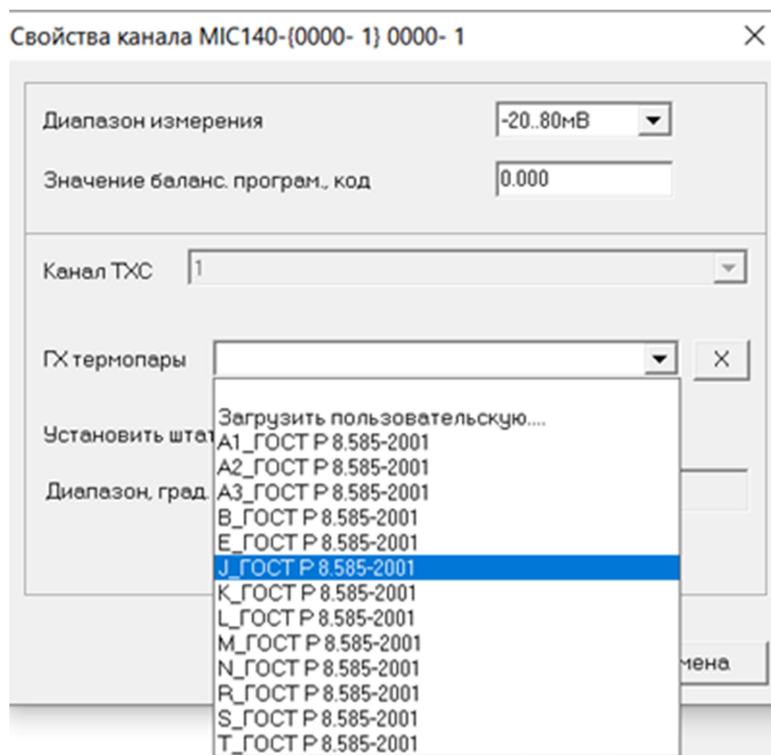 Свойства канала MIC140-{0000- 1} 0000- 1
Диапазон измерения
-20..80мВ
Значение баланс. програм., код
0.000
Канал ТХС
1
ГХ термопары
X
Загрузить пользовательскую....
Установить штат
A1_ГОСТ Р 8.585-2001
A2_ГОСТ Р 8.585-2001
Диапазон, град.
A3_ГОСТ Р 8.585-2001
B_ГОСТ Р 8.585-2001
E_ГОСТ Р 8.585-2001
J_ГОСТ Р 8.585-2001
K_ГОСТ Р 8.585-2001
L_ГОСТ Р 8.585-2001
M_ГОСТ Р 8.585-2001
мена
N_ГОСТ Р 8.585-2001
R_ГОСТ Р 8.585-2001
S_ГОСТ Р 8.585-2001
T_ГОСТ Р 8.585-2001